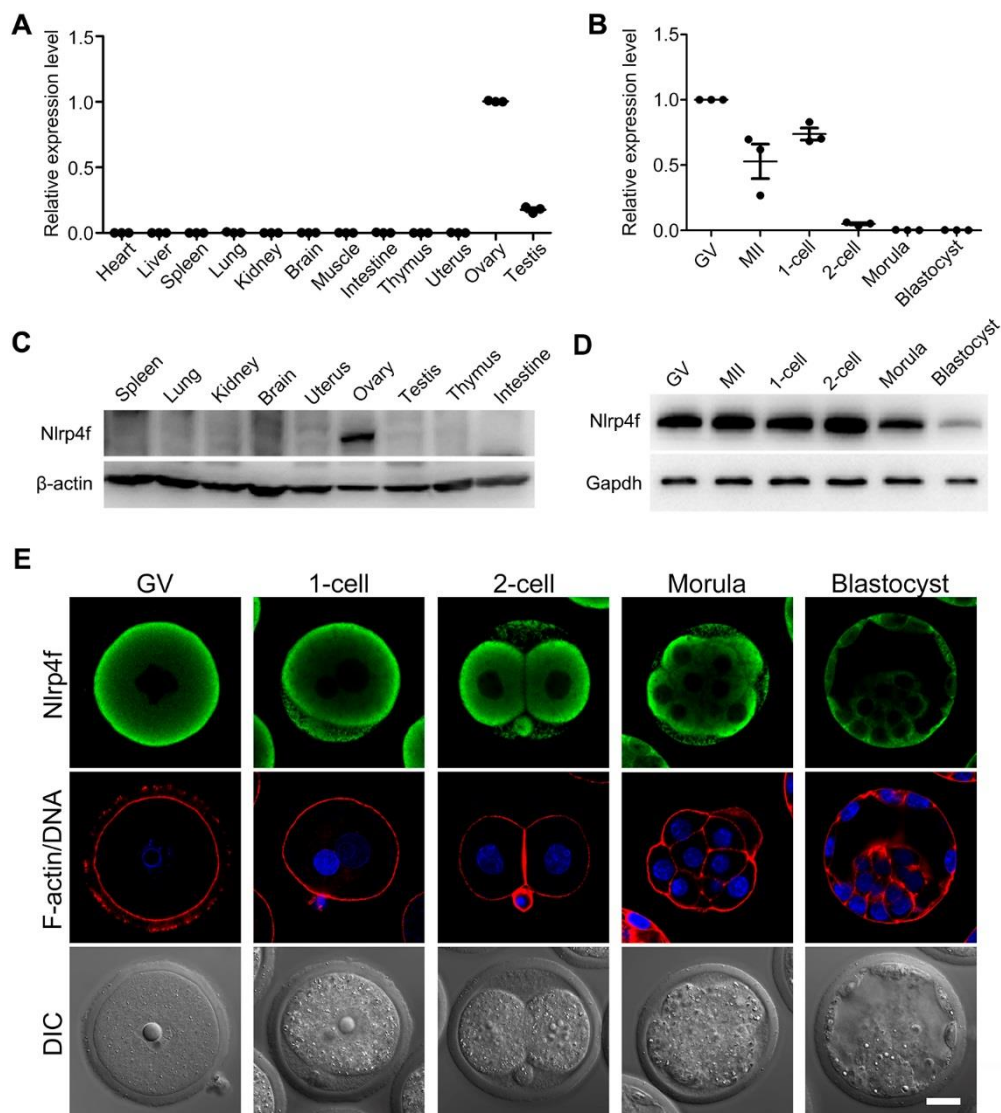 A
Relative expression level
1.5
1.0
0.5
0.0
Heart
Liver
Spleen
Lung
Kidney
Brain
Muscle
Intestine
Thymus
Uterus
Ovary
Testis
B
Relative expression level
1.5
1.0
0.5
0.0
GV
MII
1-cell
2-cell
Morula
Blastocyst
C
Spleen
Lung
Kidney
Brain
Uterus
Ovary
Testis
Thymus
Intestine
Nlrp4f
β-actin
D
GV
MII
1-cell
2-cell
Morula
Blastocyst
Nlrp4f
Gapdh
E
GV
1-cell
2-cell
Morula
Blastocyst
Nlrp4f
F-actin/DNA
DIC